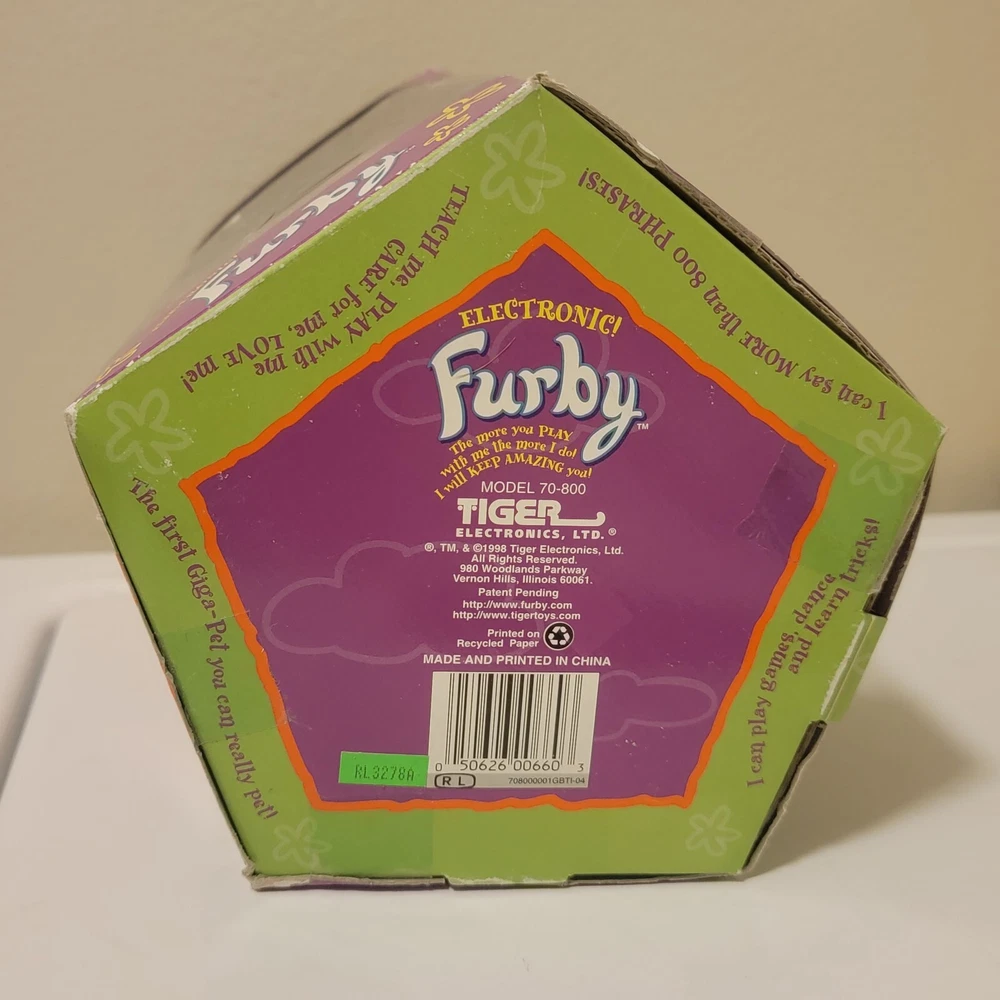 Furby
TEACH me, PLAY with me
CARE for me, LOVE me!
I can say MORE than 800 PHRASES!
ELECTRONIC!
Furby™
The more you PLAY
with me the more I do!
I will KEEP AMAZING you!
MODEL 70-800
TIGER
ELECTRONICS, LTD.®
®, TM, & ©1998 Tiger Electronics, Ltd.
All Rights Reserved.
980 Woodlands Parkway
Vernon Hills, Illinois 60061.
Patent Pending
http://www.furby.com
http://www.tigertoys.com
Printed on
Recycled Paper
MADE AND PRINTED IN CHINA
0 50626 00660 3
RL
708000001GBTI-04
RL3278A
The first Giga-Pet you can really pet!
I can play games, dance
and learn tricks!